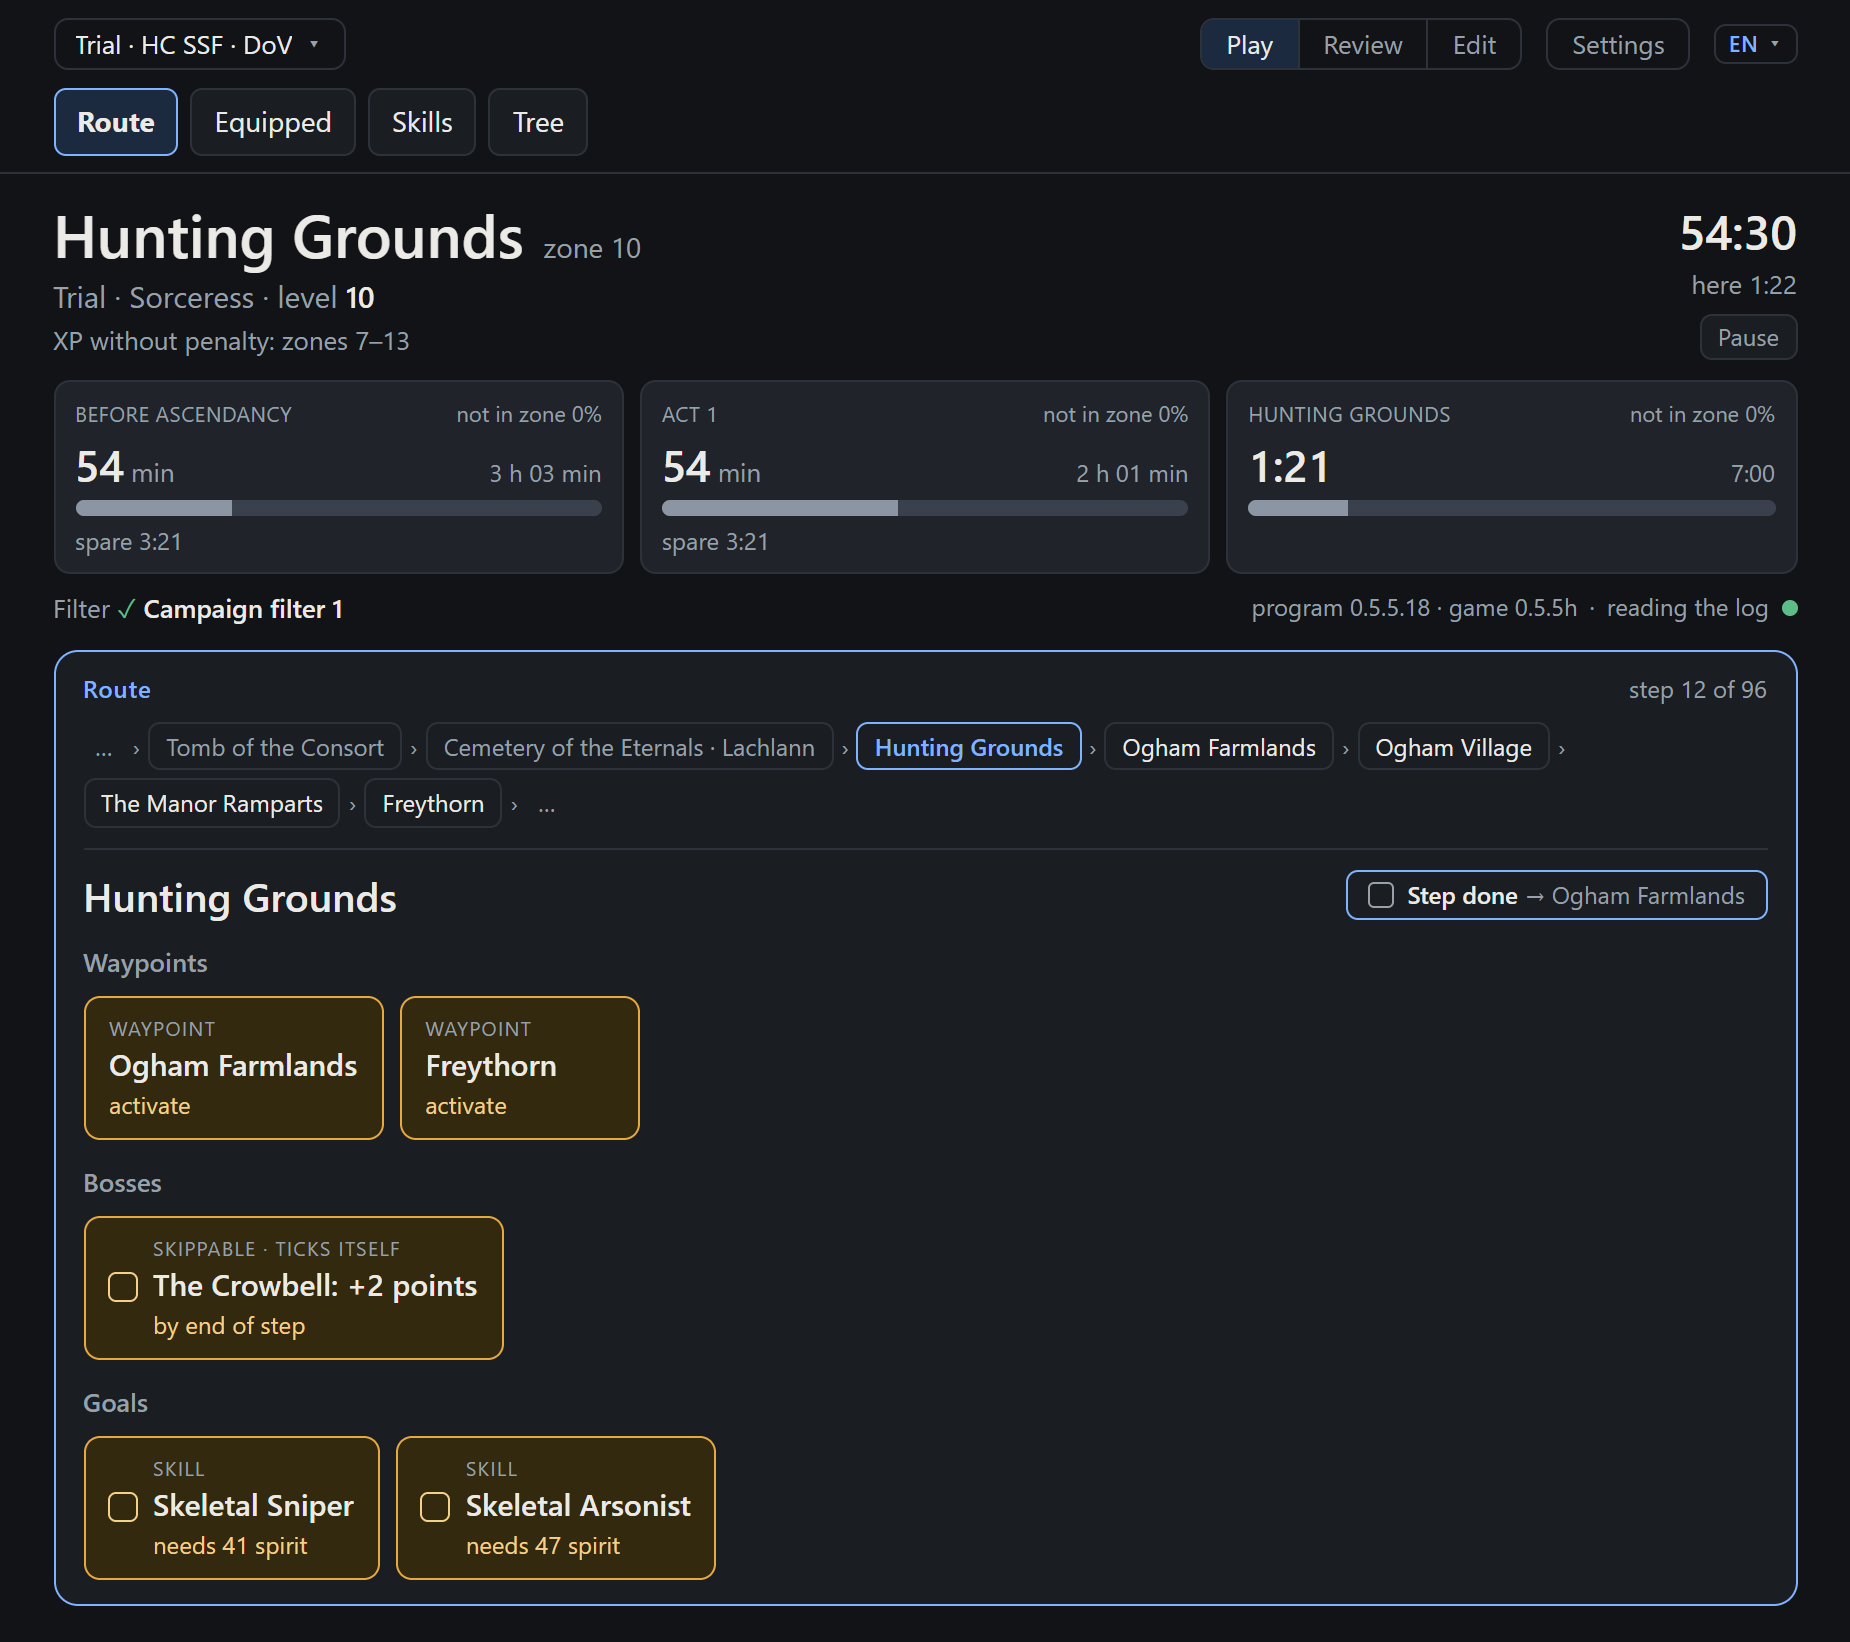 Trial · HC SSF · DoV ▾
Play Review Edit Settings EN ▾
Route Equipped Skills Tree
Hunting Grounds zone 10
54:30
Trial · Sorceress · level 10
here 1:22
XP without penalty: zones 7–13
Pause
BEFORE ASCENDANCY not in zone 0%
54 min 3 h 03 min
spare 3:21
ACT 1 not in zone 0%
54 min 2 h 01 min
spare 3:21
HUNTING GROUNDS not in zone 0%
1:21 7:00
Filter ✓ Campaign filter 1
program 0.5.5.18 · game 0.5.5h · reading the log
Route step 12 of 96
... › Tomb of the Consort › Cemetery of the Eternals · Lachlann › Hunting Grounds › Ogham Farmlands › Ogham Village ›
The Manor Ramparts › Freythorn › ...
Hunting Grounds
Step done → Ogham Farmlands
Waypoints
WAYPOINT
Ogham Farmlands
activate
WAYPOINT
Freythorn
activate
Bosses
SKIPPABLE · TICKS ITSELF
The Crowbell: +2 points
by end of step
Goals
SKILL
Skeletal Sniper
needs 41 spirit
SKILL
Skeletal Arsonist
needs 47 spirit